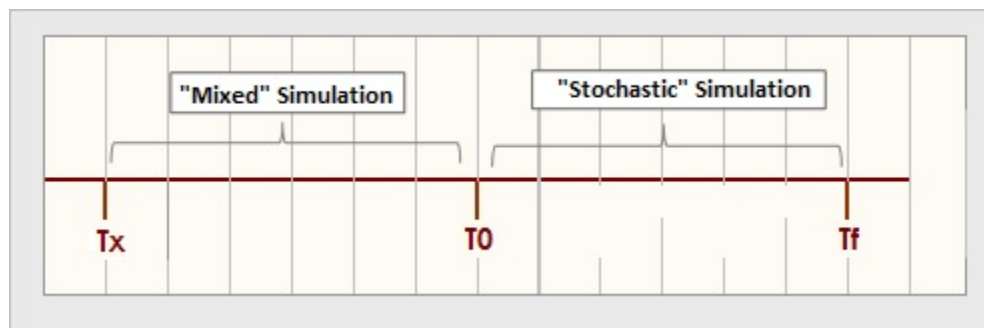 "Mixed" Simulation
"Stochastic" Simulation
Tx
T0
Tf